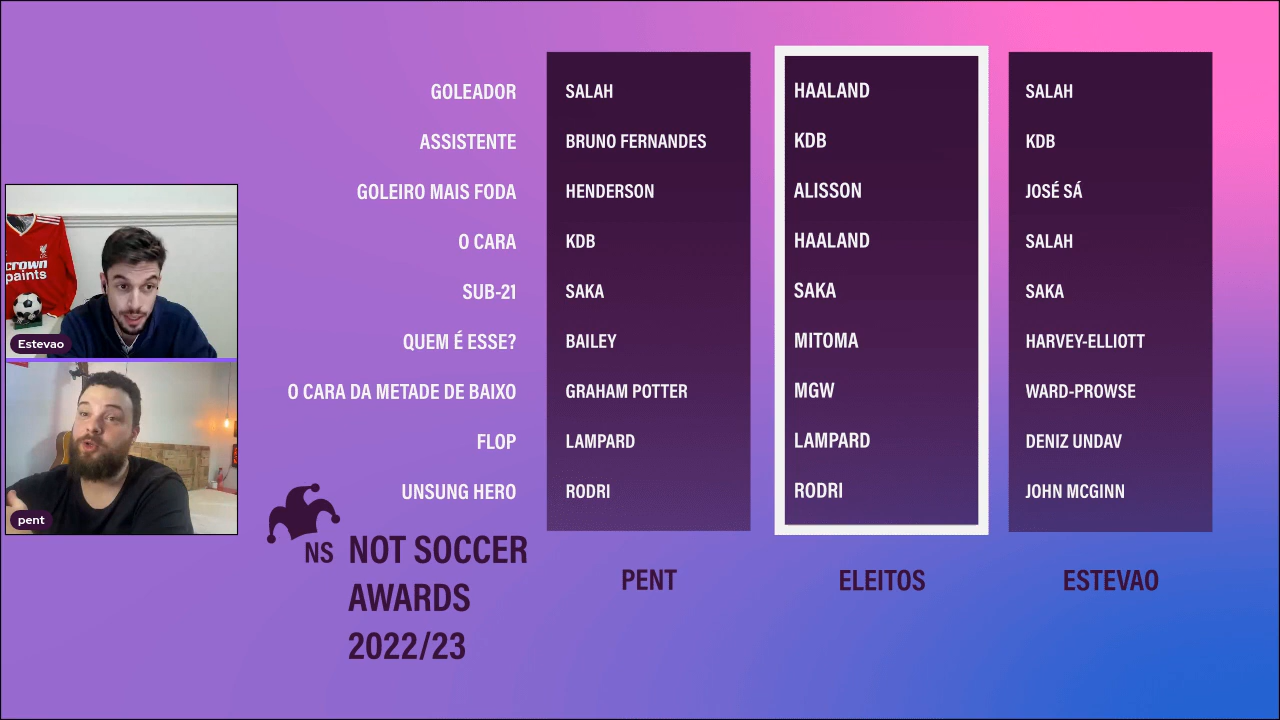 GOLEADOR SALAH HAALAND SALAH
ASSISTENTE BRUNO FERNANDES KDB KDB
GOLEIRO MAIS FODA HENDERSON ALISSON JOSÉ SÁ
O CARA KDB HAALAND SALAH
SUB-21 SAKA SAKA SAKA
QUEM É ESSE? BAILEY MITOMA HARVEY-ELLIOTT
O CARA DA METADE DE BAIXO GRAHAM POTTER MGW WARD-PROWSE
FLOP LAMPARD LAMPARD DENIZ UNDAV
UNSUNG HERO RODRI RODRI JOHN MCGINN
PENT ELEITOS ESTEVAO
NS NOT SOCCER
AWARDS
2022/23
crown
paints
Estevao
pent